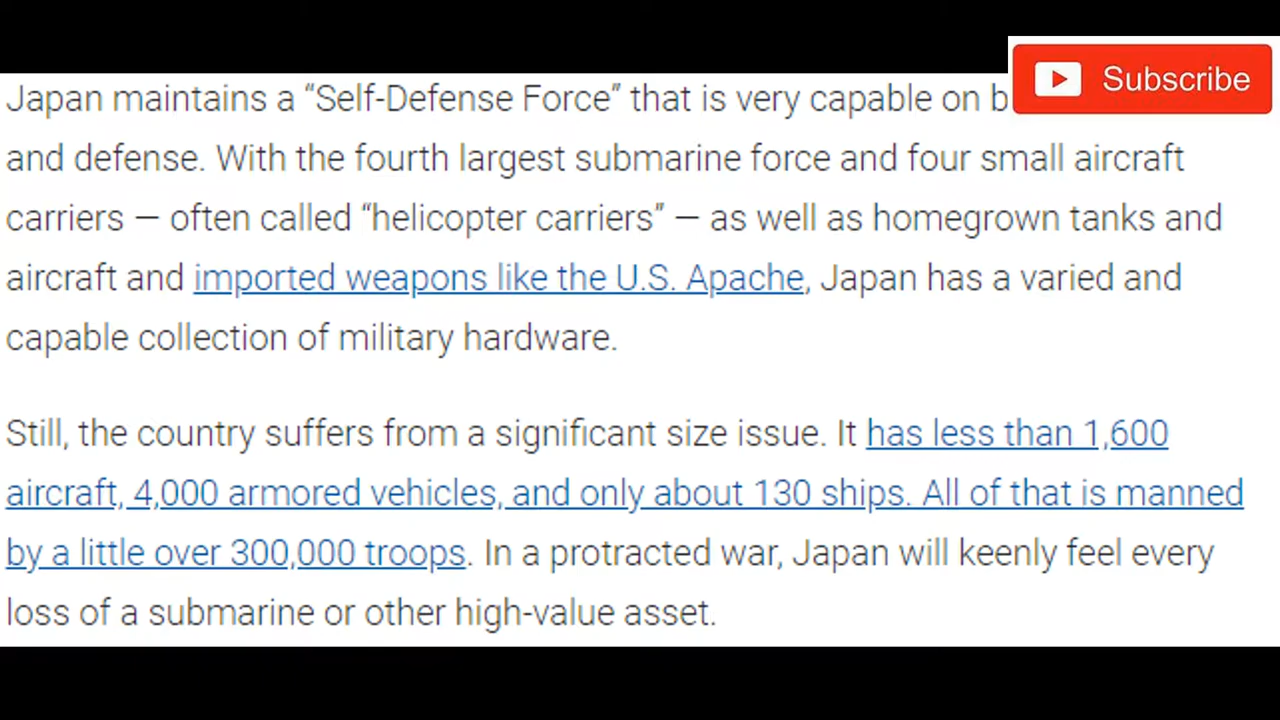 Subscribe
Japan maintains a “Self-Defense Force” that is very capable on
and defense. With the fourth largest submarine force and four small aircraft
carriers — often called “helicopter carriers” — as well as homegrown tanks and
aircraft and imported weapons like the U.S. Apache, Japan has a varied and
capable collection of military hardware.
Still, the country suffers from a significant size issue. It has less than 1,600
aircraft, 4,000 armored vehicles, and only about 130 ships. All of that is manned
by a little over 300,000 troops. In a protracted war, Japan will keenly feel every
loss of a submarine or other high-value asset.